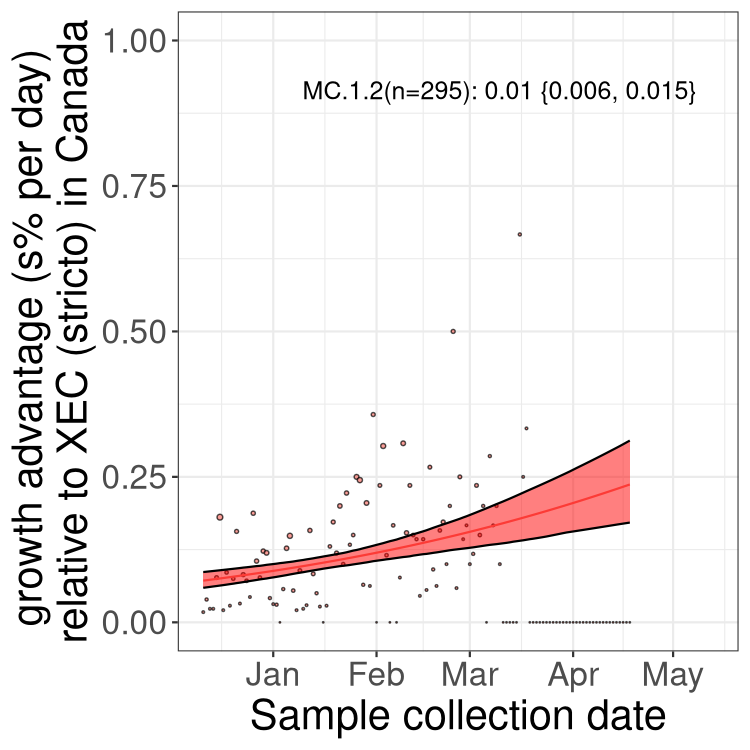 growth advantage (s% per day)
relative to XEC (stricto) in Canada
1.00
0.75
0.50
0.25
0.00
MC.1.2(n=295): 0.01 {0.006, 0.015}
Jan Feb Mar Apr May
Sample collection date